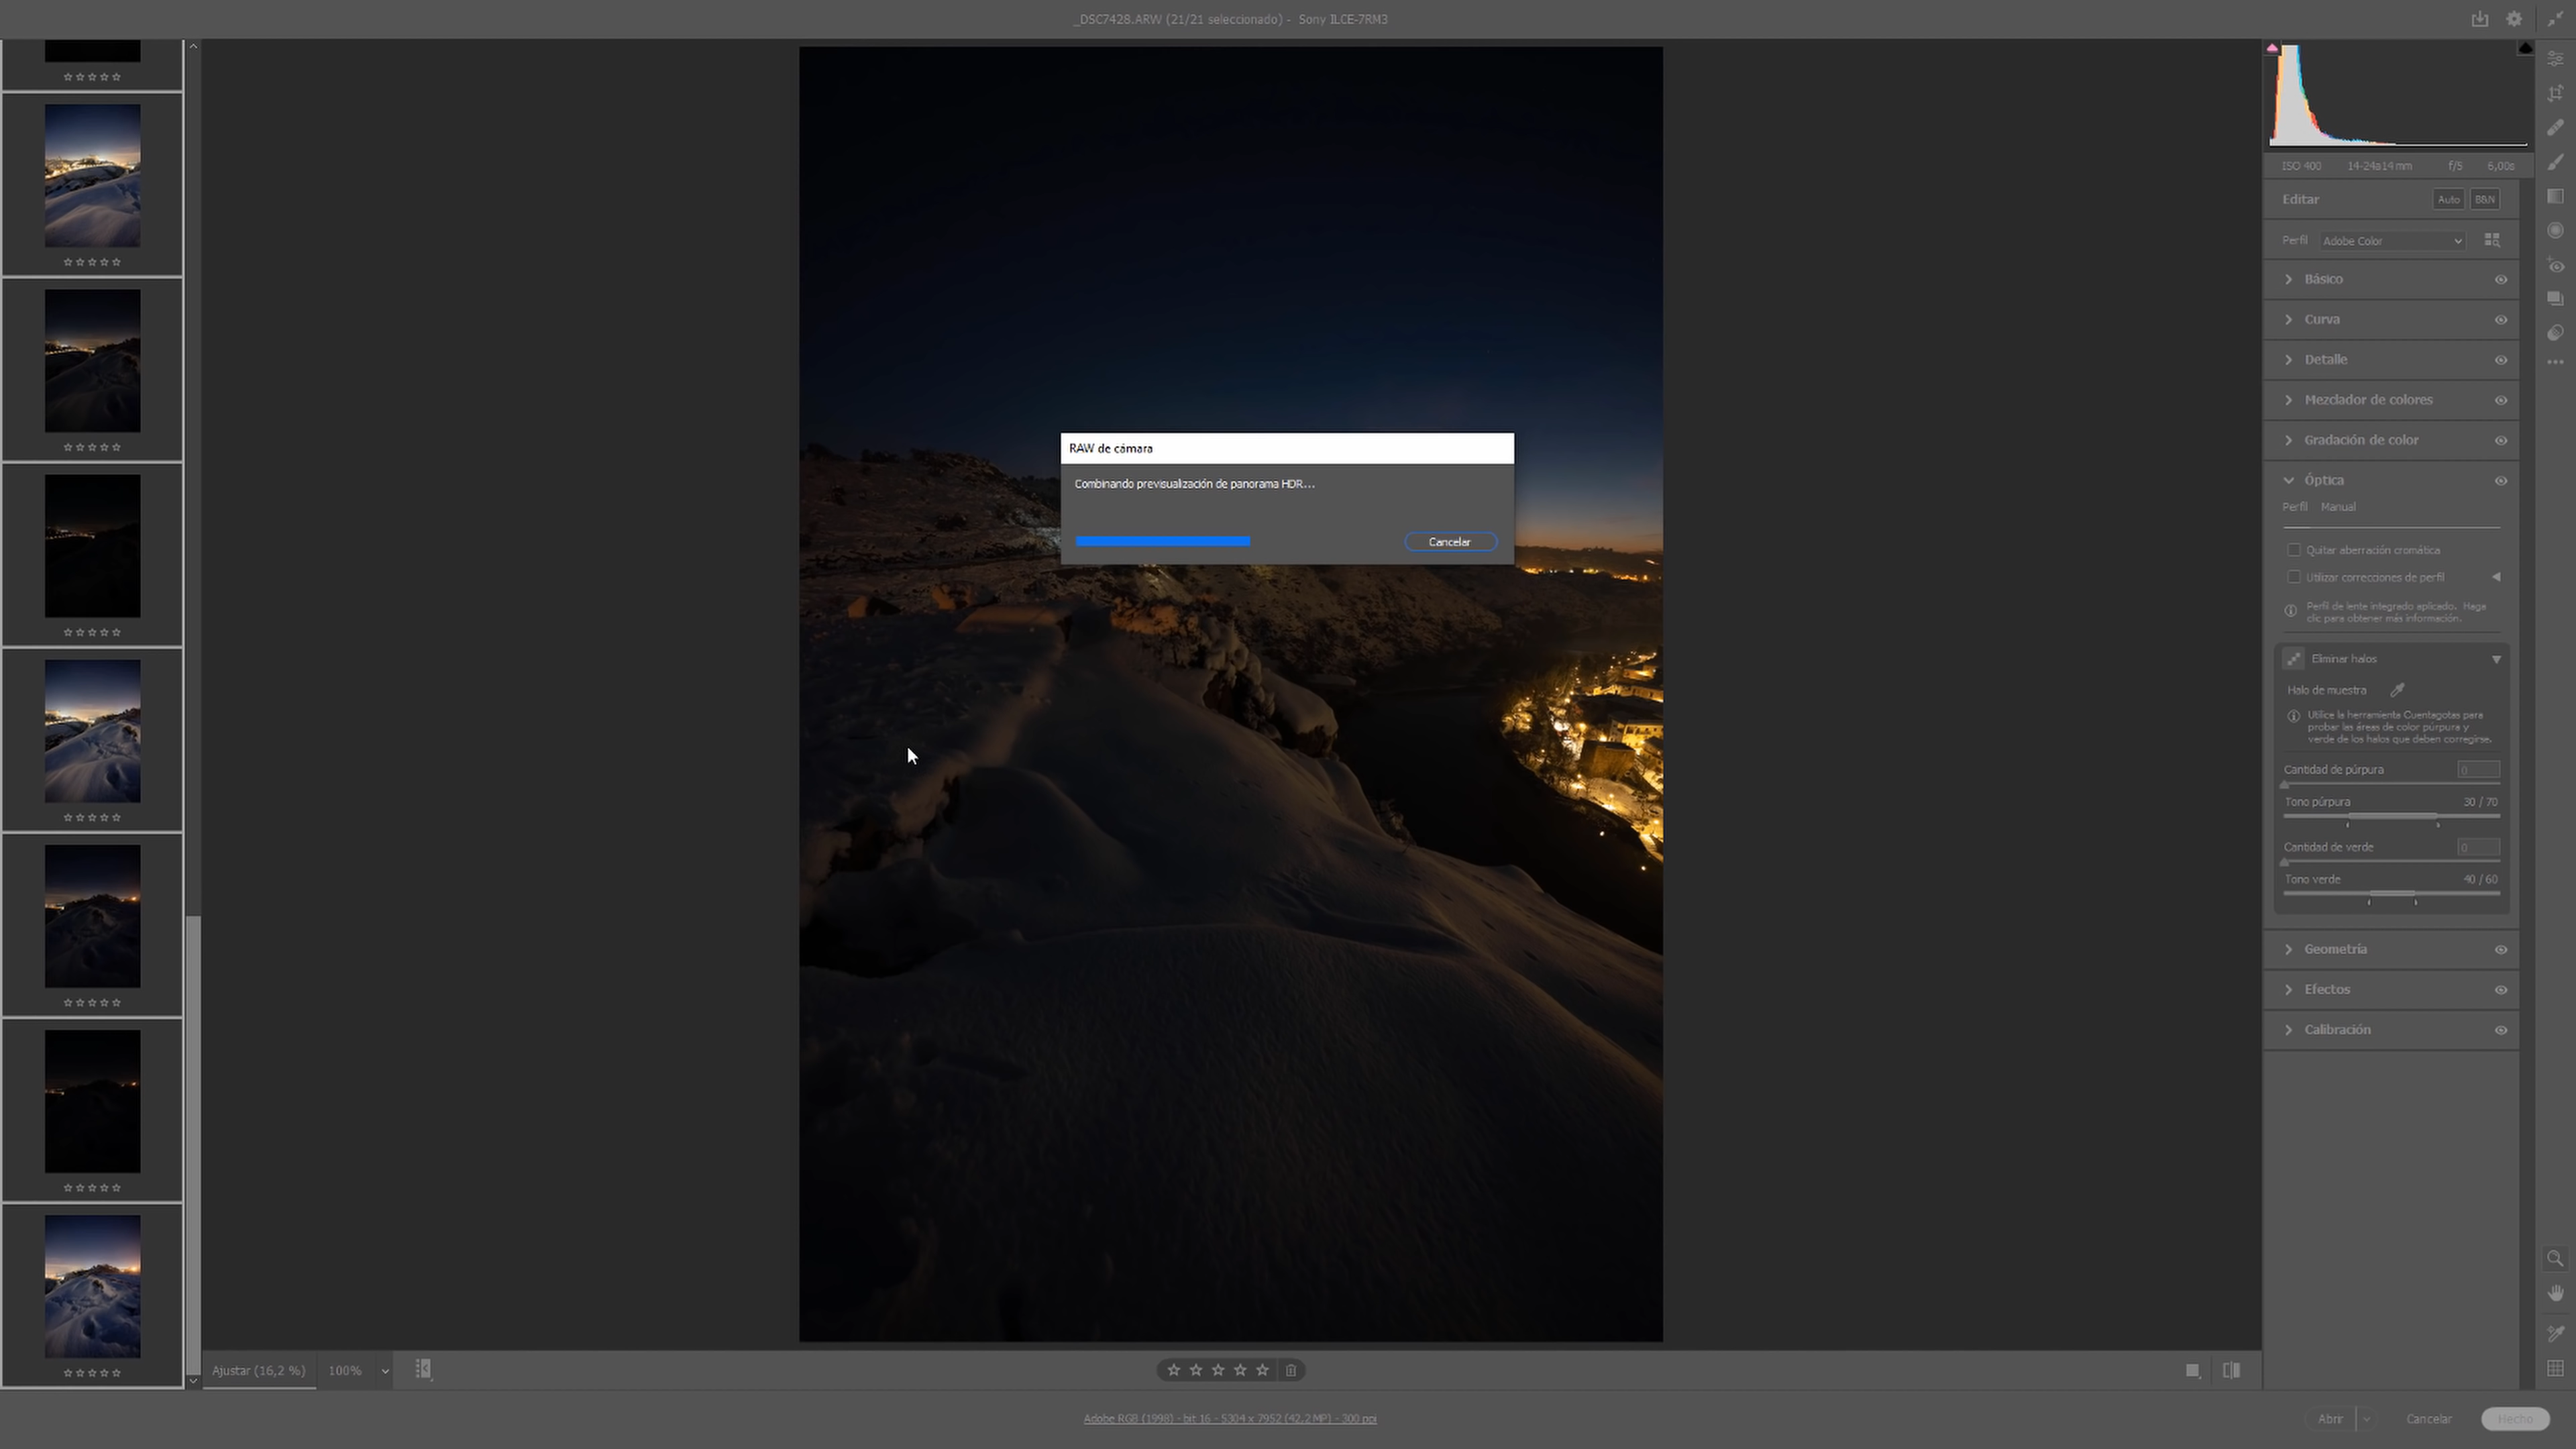 _DSC7428.ARW (21/21 seleccionado) - Sony ILCE-7RM3
ISO 400 14-24a14 mm f/5 6,00s
Editar Auto B&N
Perfil Adobe Color
Básico
Curva
Detalle
Mezclador de colores
Gradación de color
Óptica
Perfil Manual
Quitar aberración cromática
Utilizar correcciones de perfil
Perfil de lente integrado aplicado. Haga
clic para obtener más información.
Eliminar halos
Halo de muestra
Utilice la herramienta Cuentagotas para
probar las áreas de color púrpura y
verde de los halos que deben corregirse.
Cantidad de púrpura 0
Tono púrpura 30 / 70
Cantidad de verde 0
Tono verde 40 / 60
Geometría
Efectos
Calibración
RAW de cámara
Combinando previsualización de panorama HDR...
Cancelar
Ajustar (16,2 %) 100%
Adobe RGB (1998) - bit 16 - 5304 x 7952 (42,2 MP) - 300 ppi
Abrir Cancelar Hecho